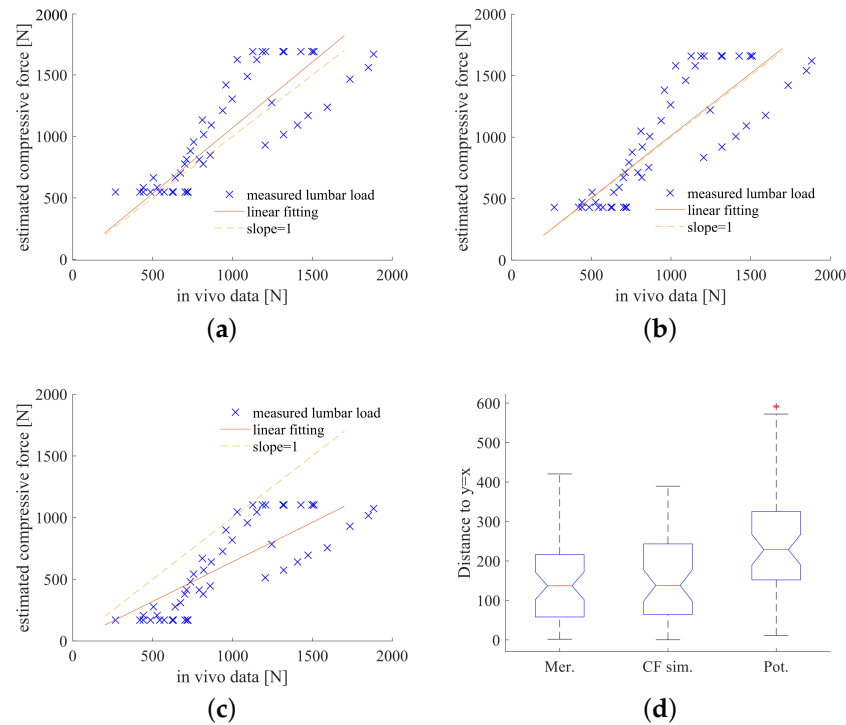 2000
1500
1000
500
0
estimated compressive force [N]
measured lumbar load
linear fitting
slope=1
0
500
1000
1500
2000
in vivo data [N]
(a)
2000
1500
1000
500
0
estimated compressive force [N]
measured lumbar load
linear fitting
slope=1
0
500
1000
1500
2000
in vivo data [N]
(b)
2000
1500
1000
500
0
estimated compressive force [N]
measured lumbar load
linear fitting
slope=1
0
500
1000
1500
2000
in vivo data [N]
(c)
600
500
400
300
200
100
0
Distance to y=x
Mer.
CF sim.
Pot.
(d)